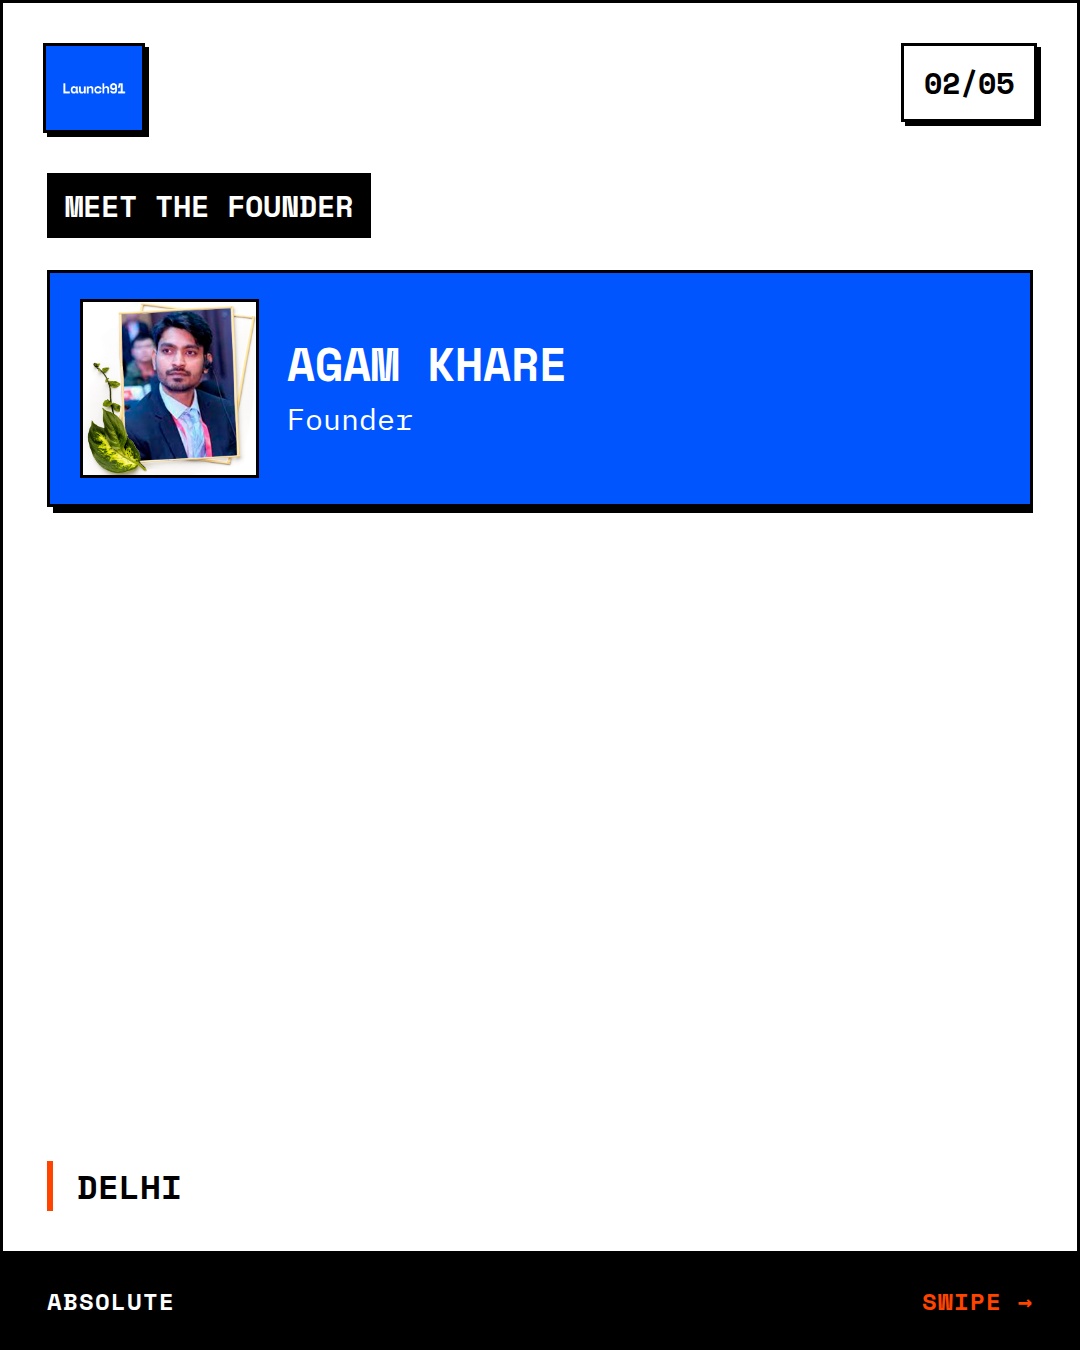 Launch91
02/05
MEET THE FOUNDER
AGAM KHARE
Founder
DELHI
ABSOLUTE
SWIPE →